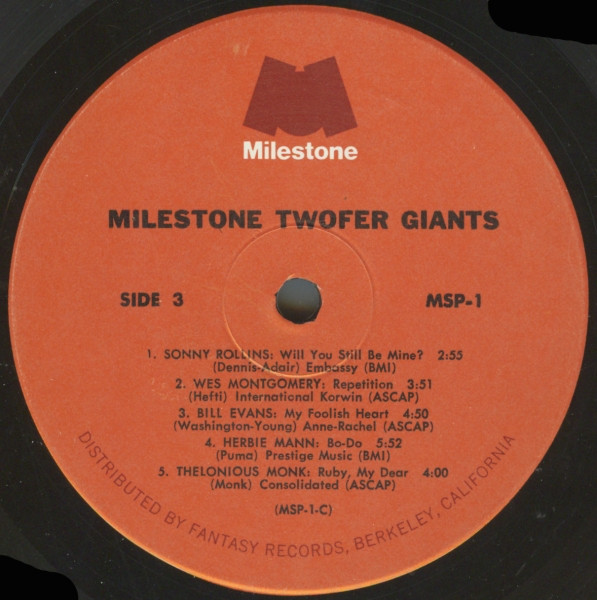 Milestone
MILESTONE TWOFER GIANTS
SIDE 3
MSP-1
1. SONNY ROLLINS: Will You Still Be Mine? 2:55
(Dennis-Adair) Embassy (BMI)
2. WES MONTGOMERY: Repetition 3:51
(Hefti) International Korwin (ASCAP)
3. BILL EVANS: My Foolish Heart 4:50
(Washington-Young) Anne-Rachel (ASCAP)
4. HERBIE MANN: Bo-Do 5:52
(Puma) Prestige Music (BMI)
5. THELONIOUS MONK: Ruby, My Dear 4:00
(Monk) Consolidated (ASCAP)
(MSP-1-C)
DISTRIBUTED BY FANTASY RECORDS, BERKELEY, CALIFORNIA